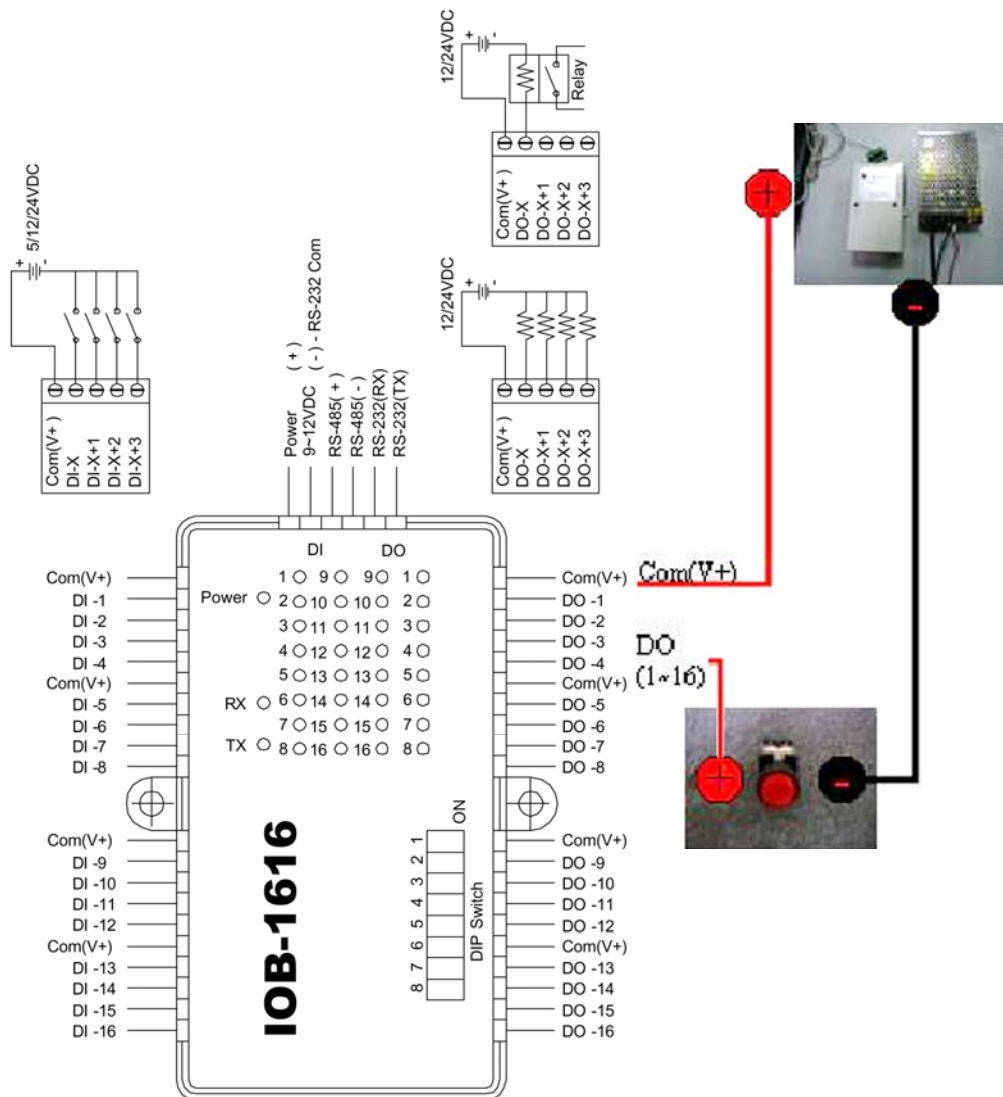 12/24VDC
+ -
Relay
Com(V+)
DO-X
DO-X+1
DO-X+2
DO-X+3
5/12/24VDC
+ -
Com(V+)
DI-X
DI-X+1
DI-X+2
DI-X+3
12/24VDC
+ -
Com(V+)
DO-X
DO-X+1
DO-X+2
DO-X+3
Power (+)
9~12VDC (-) - RS-232 Com
RS-485(+)
RS-485(-)
RS-232(RX)
RS-232(TX)
DI DO
1 9 9 1
2 10 10 2
3 11 11 3
4 12 12 4
5 13 13 5
6 14 14 6
7 15 15 7
8 16 16 8
Power
RX
TX
Com(V+)
DI -1
DI -2
DI -3
DI -4
Com(V+)
DI -5
DI -6
DI -7
DI -8
Com(V+)
DI -9
DI -10
DI -11
DI -12
Com(V+)
DI -13
DI -14
DI -15
DI -16
IOB-1616
ON
1 2 3 4 5 6 7 8
DIP Switch
Com(V+)
DO -1
DO -2
DO -3
DO -4
Com(V+)
DO -5
DO -6
DO -7
DO -8
Com(V+)
DO -9
DO -10
DO -11
DO -12
Com(V+)
DO -13
DO -14
DO -15
DO -16
Com(V+)
DO
(1~16)
+
-
+
-